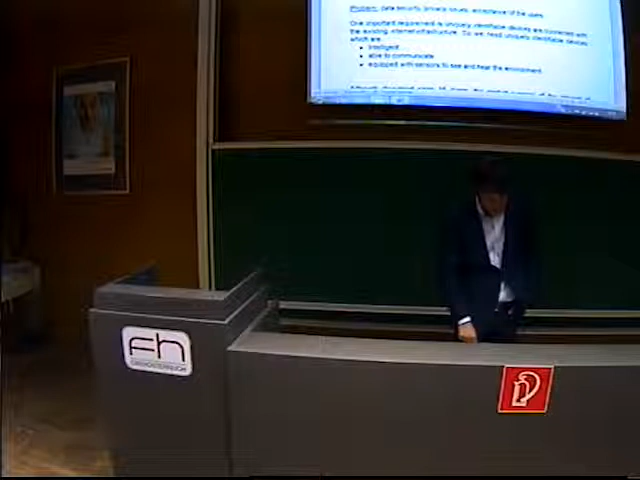 Problem: data security, privacy issues, acceptance of the users.
One important requirement is uniquely identifiable devices are connected with
the existing internet infrastructure. So we need uniquely identifiable devices
which are
• intelligent
• able to communicate
• equipped with sensors to see and hear the environment.
fh
OBERÖSTERREICH